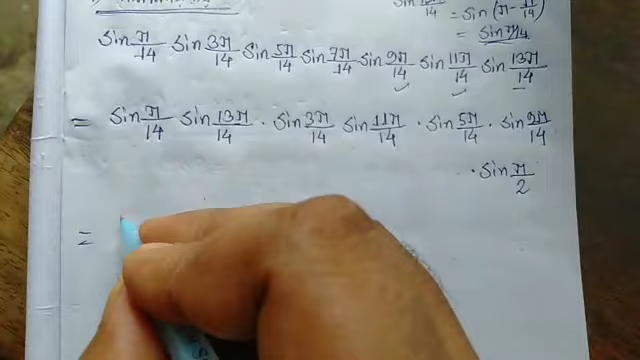 = sin (π - π/14)
= sin π/14
sin π/14 sin 3π/14 sin 5π/14 sin 7π/14 sin 9π/14 sin 11π/14 sin 13π/14
= sin π/14 sin 13π/14 · sin 3π/14 sin 11π/14 · sin 5π/14 · sin 9π/14
· sin π/2
=